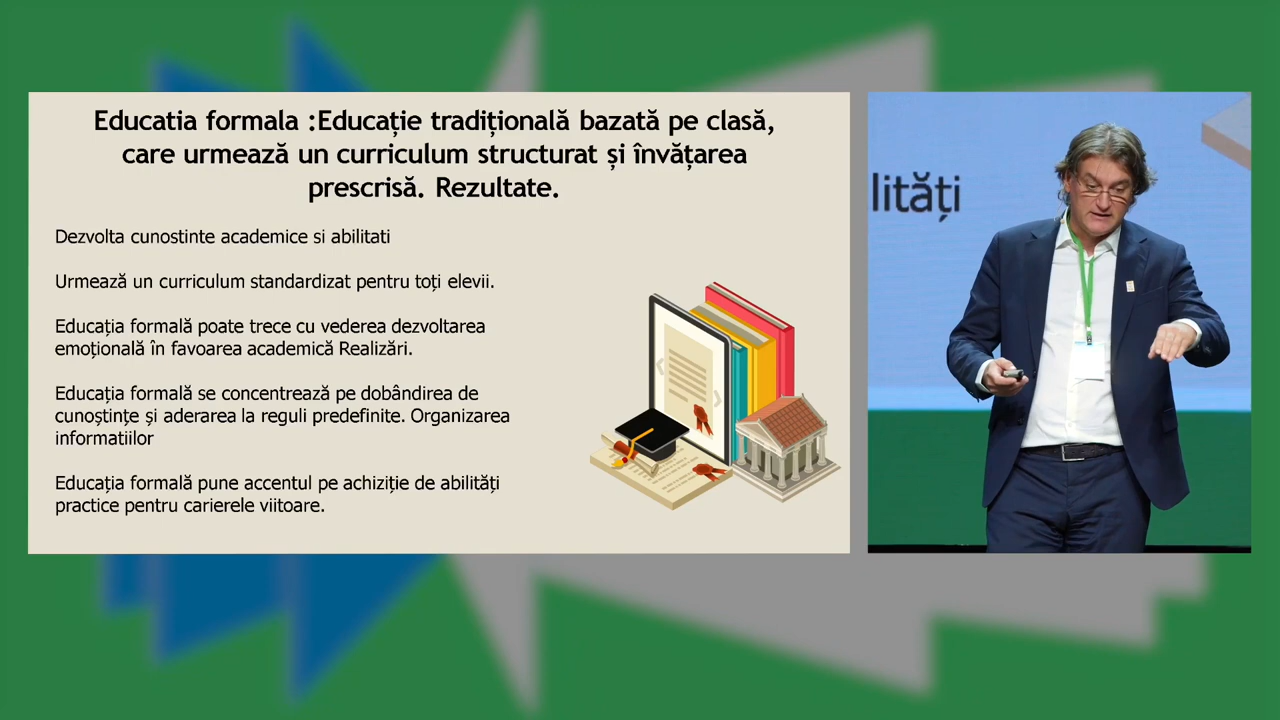 Educatia formala :Educație tradițională bazată pe clasă,
care urmează un curriculum structurat și învățarea
prescrisă. Rezultate.
Dezvolta cunostinte academice si abilitati
Urmează un curriculum standardizat pentru toți elevii.
Educația formală poate trece cu vederea dezvoltarea
emoțională în favoarea academică Realizări.
Educația formală se concentrează pe dobândirea de
cunoștințe și aderarea la reguli predefinite. Organizarea
informatiilor
Educația formală pune accentul pe achiziție de abilități
practice pentru carierele viitoare.
lități